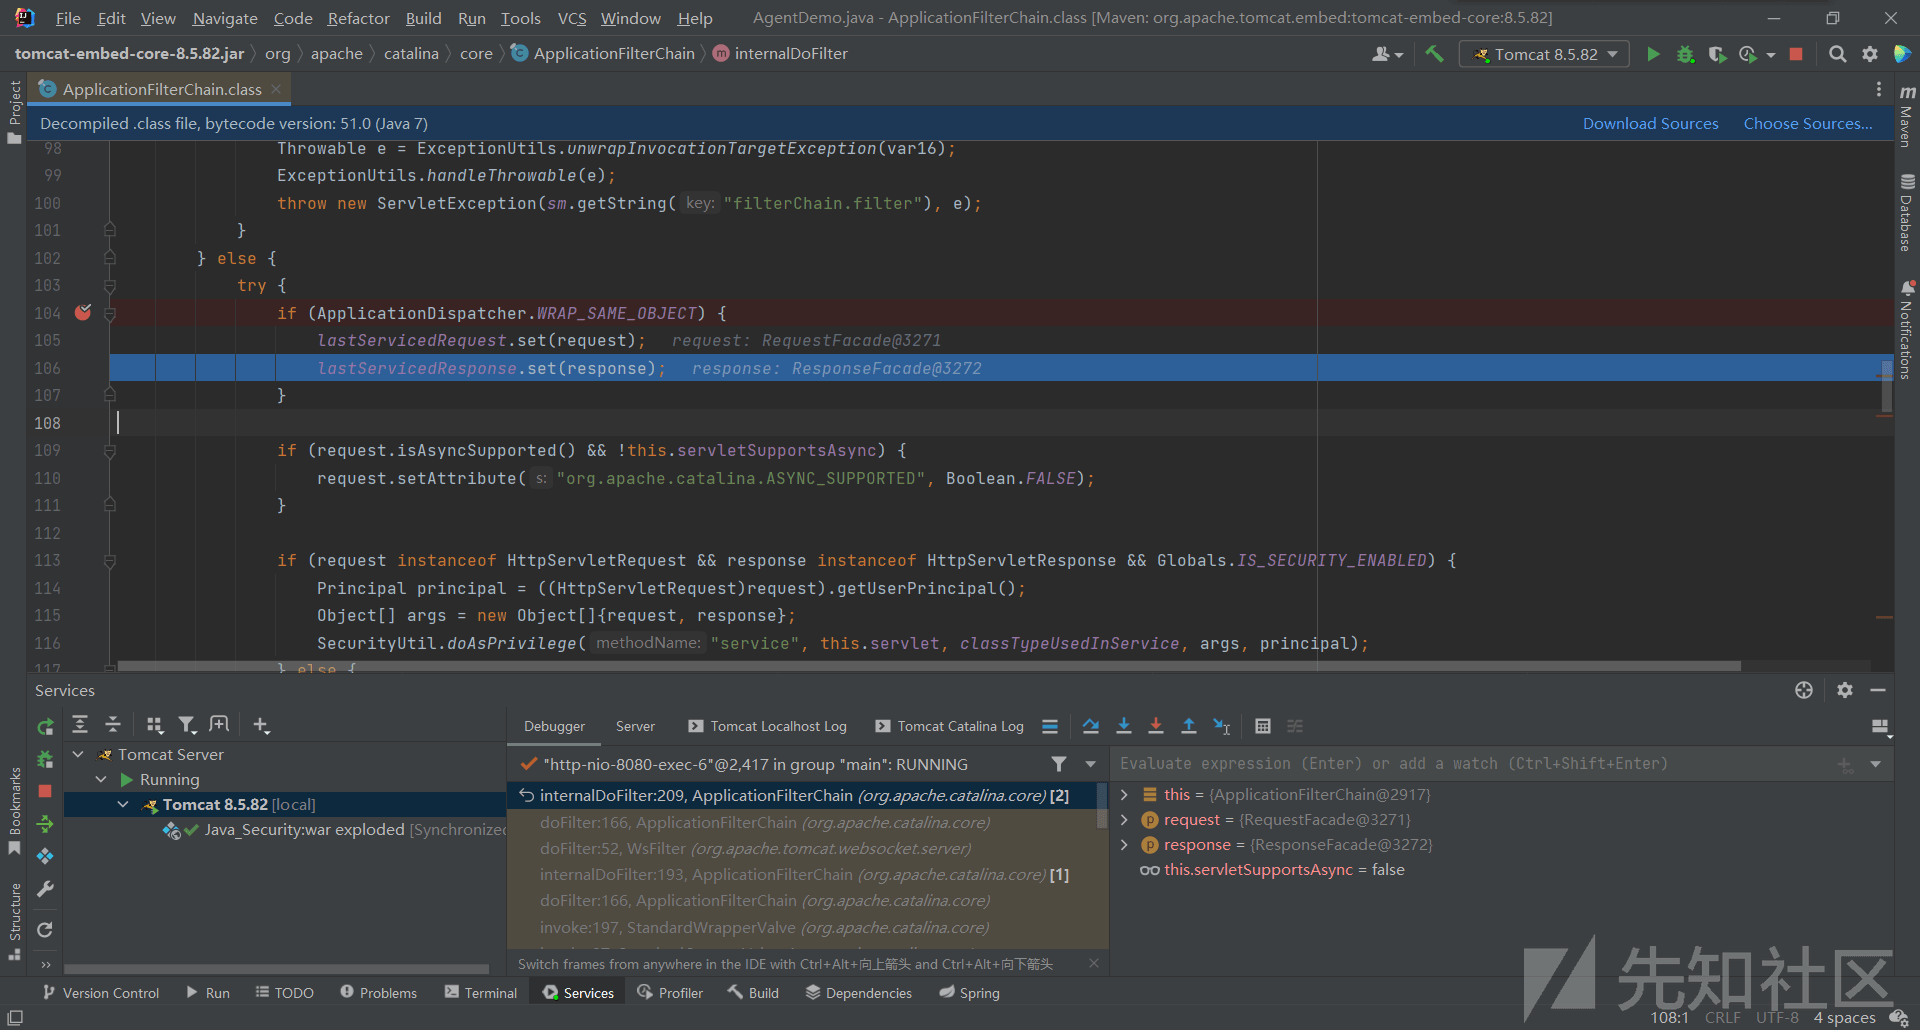 File Edit View Navigate Code Refactor Build Run Tools VCS Window Help AgentDemo.java - ApplicationFilterChain.class [Maven: org.apache.tomcat.embed:tomcat-embed-core:8.5.82]
tomcat-embed-core-8.5.82.jar org apache catalina core ApplicationFilterChain internalDoFilter Tomcat 8.5.82
ApplicationFilterChain.class
Decompiled .class file, bytecode version: 51.0 (Java 7) Download Sources Choose Sources...
98 Throwable e = ExceptionUtils.unwrapInvocationTargetException(var16);
99 ExceptionUtils.handleThrowable(e);
100 throw new ServletException(sm.getString( key: "filterChain.filter"), e);
101 }
102 } else {
103 try {
104 if (ApplicationDispatcher.WRAP_SAME_OBJECT) {
105 lastServicedRequest.set(request); request: RequestFacade@3271
106 lastServicedResponse.set(response); response: ResponseFacade@3272
107 }
108
109 if (request.isAsyncSupported() && !this.servletSupportsAsync) {
110 request.setAttribute( s: "org.apache.catalina.ASYNC_SUPPORTED", Boolean.FALSE);
111 }
112
113 if (request instanceof HttpServletRequest && response instanceof HttpServletResponse && Globals.IS_SECURITY_ENABLED) {
114 Principal principal = ((HttpServletRequest)request).getUserPrincipal();
115 Object[] args = new Object[]{request, response};
116 SecurityUtil.doAsPrivilege( methodName: "service", this.servlet, classTypeUsedInService, args, principal);
117 } else {
Project
Bookmarks
Structure
Maven
Database
Notifications
Services
Debugger Server Tomcat Localhost Log Tomcat Catalina Log
Tomcat Server
Running
Tomcat 8.5.82 [local]
Java_Security:war exploded [Synchronized
"http-nio-8080-exec-6"@2,417 in group "main": RUNNING
internalDoFilter:209, ApplicationFilterChain (org.apache.catalina.core) [2]
doFilter:166, ApplicationFilterChain (org.apache.catalina.core)
doFilter:52, WsFilter (org.apache.tomcat.websocket.server)
internalDoFilter:193, ApplicationFilterChain (org.apache.catalina.core) [1]
doFilter:166, ApplicationFilterChain (org.apache.catalina.core)
invoke:197, StandardWrapperValve (org.apache.catalina.core)
Switch frames from anywhere in the IDE with Ctrl+Alt+向上箭头 and Ctrl+Alt+向下箭头
Evaluate expression (Enter) or add a watch (Ctrl+Shift+Enter)
this = {ApplicationFilterChain@2917}
request = {RequestFacade@3271}
response = {ResponseFacade@3272}
this.servletSupportsAsync = false
Version Control Run TODO Problems Terminal Services Profiler Build Dependencies Spring
108:1 CRLF UTF-8 4 spaces
先知社区